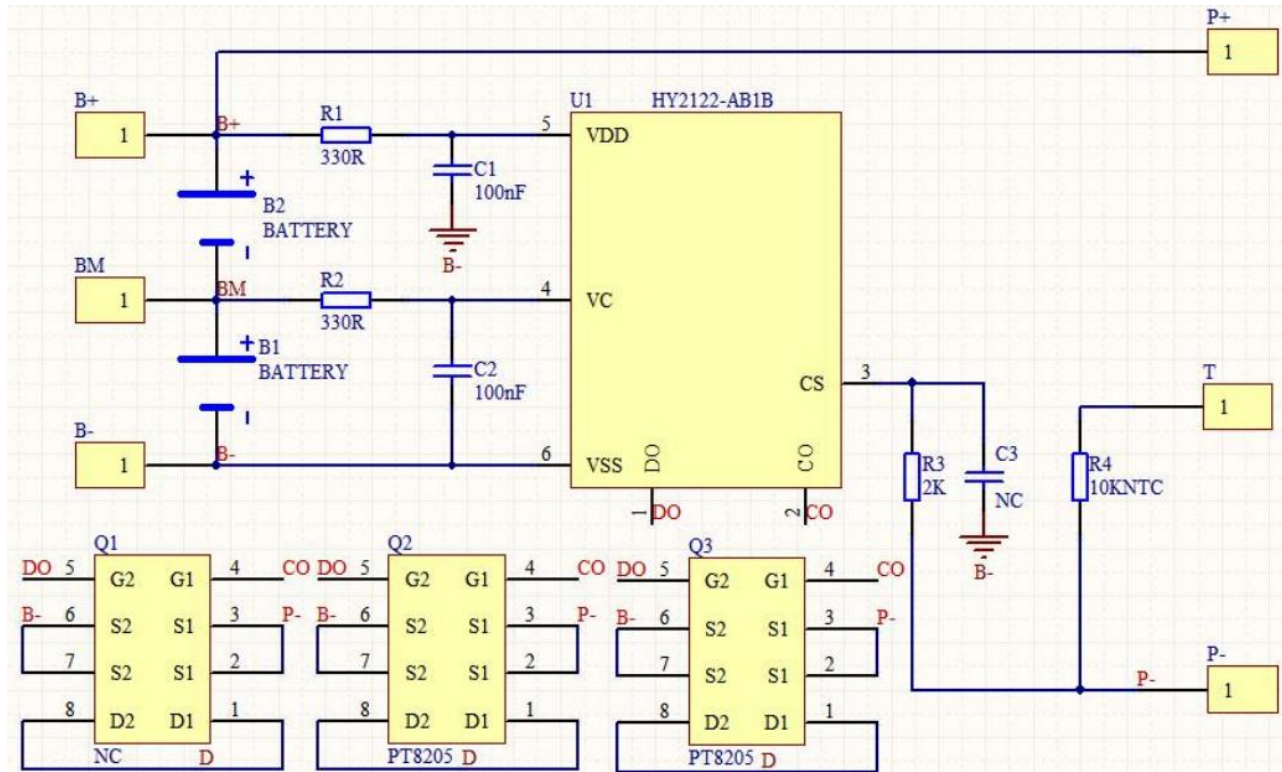 P+
1
B+
1
B+
R1
330R
U1
HY2122-AB1B
5
VDD
C1
100nF
B-
+
B2
BATTERY
-
BM
1
BM
R2
330R
4
VC
+
B1
BATTERY
-
C2
100nF
CS
3
T
1
B-
1
B-
6
VSS
DO
CO
1
DO
2
CO
R3
2K
C3
NC
B-
R4
10KNTC
P-
P-
1
Q1
DO 5 G2 G1 4 CO
B- 6 S2 S1 3 P-
7 S2 S1 2
8 D2 D1 1
NC D
Q2
DO 5 G2 G1 4 CO
B- 6 S2 S1 3 P-
7 S2 S1 2
8 D2 D1 1
PT8205 D
Q3
DO 5 G2 G1 4 CO
B- 6 S2 S1 3 P-
7 S2 S1 2
8 D2 D1 1
PT8205 D